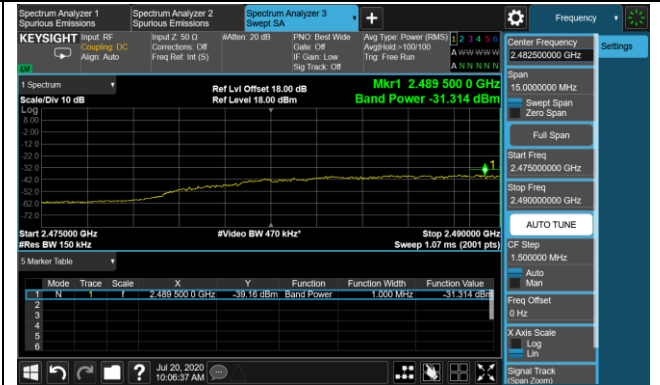 Spectrum Analyzer 1
Spurious Emissions
Spectrum Analyzer 2
Spurious Emissions
Spectrum Analyzer 3
Swept SA
+
Frequency
KEYSIGHT
Input: RF
Coupling: DC
Align: Auto
Input Z: 50 Ω
Corrections: Off
Freq Ref: Int (S)
#Atten: 20 dB
PNO: Best Wide
Gate: Off
IF Gain: Low
Sig Track: Off
Avg Type: Power (RMS)
Avg|Hold:>100/100
Trig: Free Run
1 2 3 4 5 6
A W W W W W
A N N N N N
LV
1 Spectrum
Scale/Div 10 dB
Ref Lvl Offset 18.00 dB
Ref Level 18.00 dBm
Mkr1 2.489 500 0 GHz
Band Power -31.314 dBm
Log
8.00
-2.00
-12.0
-22.0
-32.0
-42.0
-52.0
-62.0
-72.0
1
Start 2.475000 GHz
#Res BW 150 kHz
#Video BW 470 kHz*
Stop 2.490000 GHz
Sweep 1.07 ms (2001 pts)
5 Marker Table
Mode Trace Scale X Y Function Function Width Function Value
1 N 1 f 2.489 500 0 GHz -39.16 dBm Band Power 1.000 MHz -31.314 dBm
2
3
4
5
6
Jul 20, 2020
10:06:37 AM
Center Frequency
2.482500000 GHz
Settings
Span
15.0000000 MHz
Swept Span
Zero Span
Full Span
Start Freq
2.475000000 GHz
Stop Freq
2.490000000 GHz
AUTO TUNE
CF Step
1.500000 MHz
Auto
Man
Freq Offset
0 Hz
X Axis Scale
Log
Lin
Signal Track
(Span Zoom)